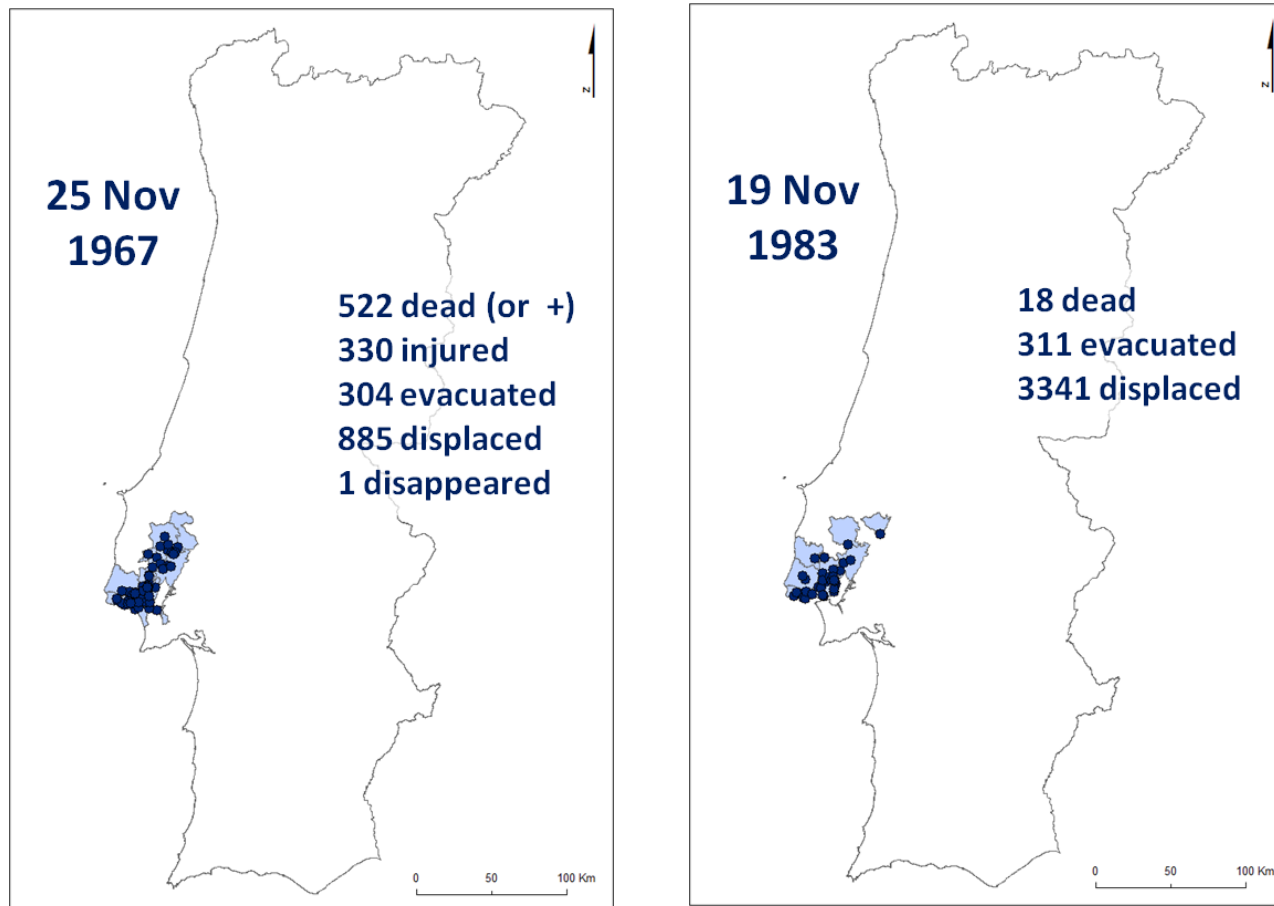 25 Nov
1967
522 dead (or +)
330 injured
304 evacuated
885 displaced
1 disappeared
N
0 50 100 Km
19 Nov
1983
18 dead
311 evacuated
3341 displaced
N
0 50 100 Km